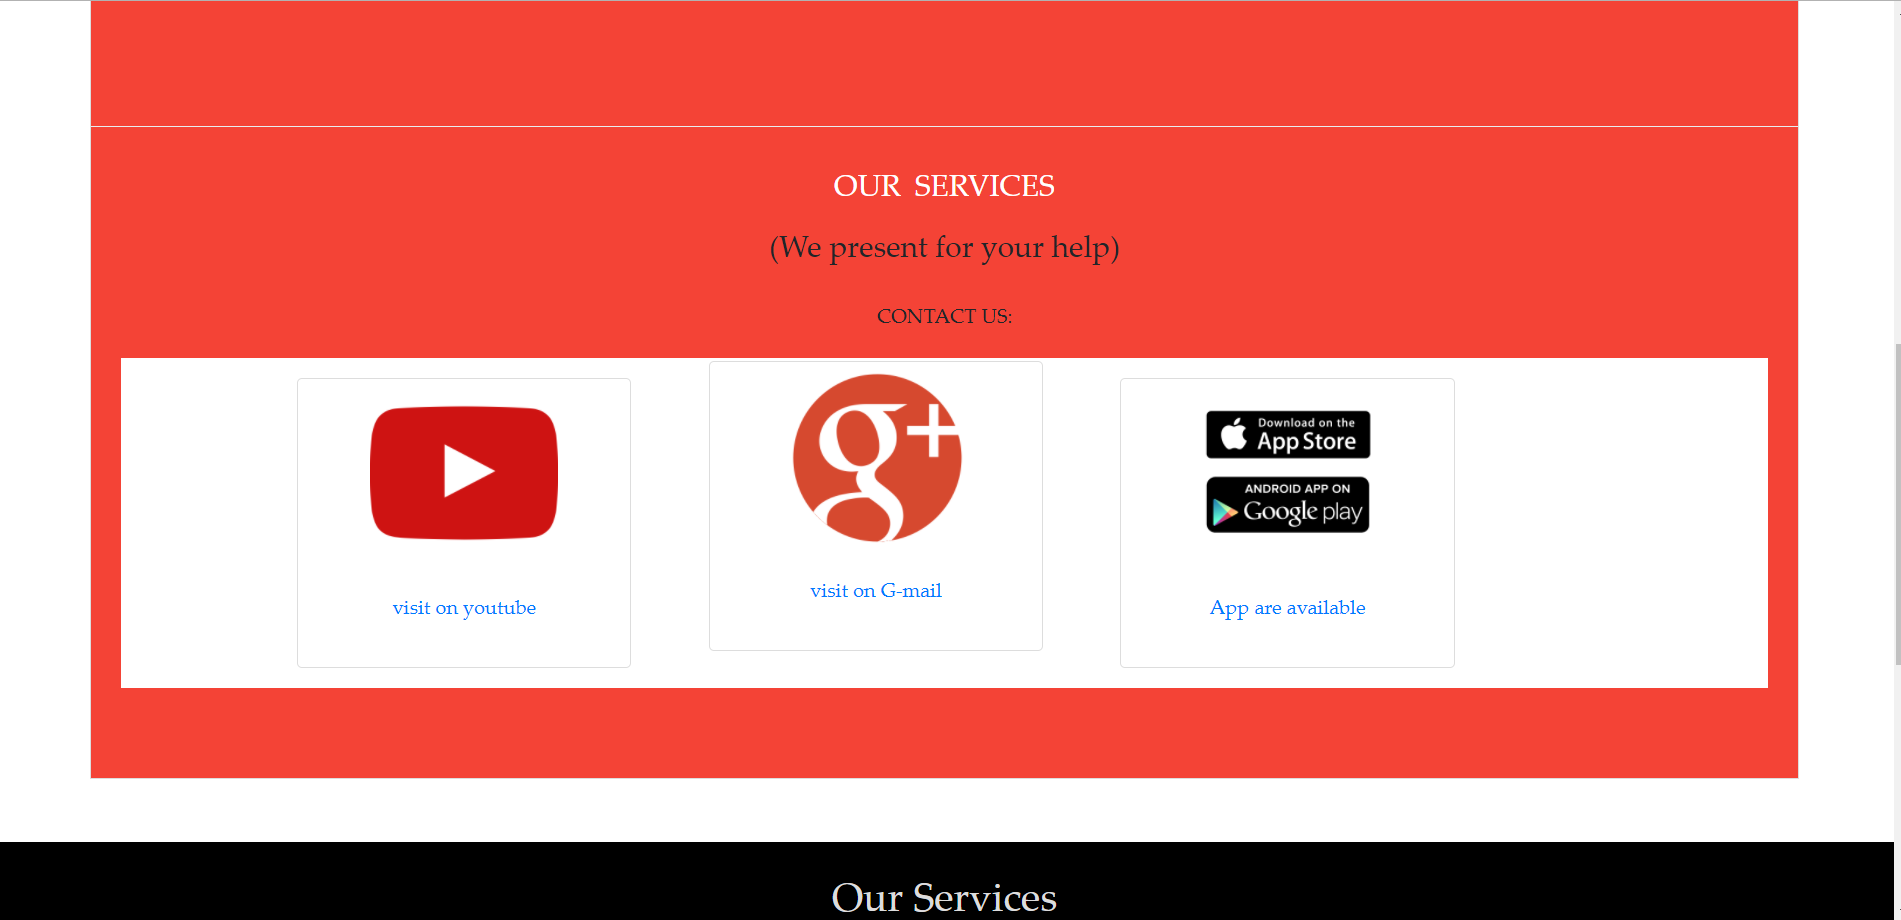 OUR SERVICES
(We present for your help)
CONTACT US:
g+
Download on the
App Store
ANDROID APP ON
Google play
visit on youtube
visit on G-mail
App are available
Our Services